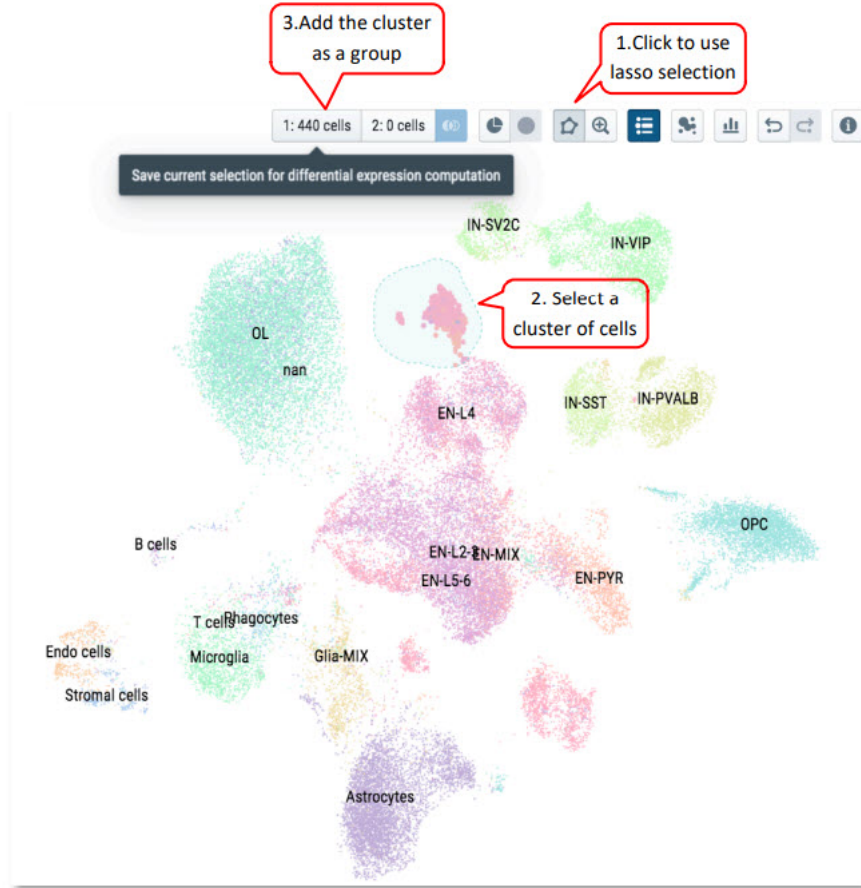 3.Add the cluster
as a group
1.Click to use
lasso selection
1: 440 cells
2: 0 cells
Save current selection for differential expression computation
IN-SV2C
IN-VIP
2. Select a
cluster of cells
OL
nan
EN-L4
IN-SST
IN-PVALB
OPC
B cells
EN-L2-3
EN-MIX
EN-L5-6
EN-PYR
T cells
Phagocytes
Endo cells
Microglia
Glia-MIX
Stromal cells
Astrocytes